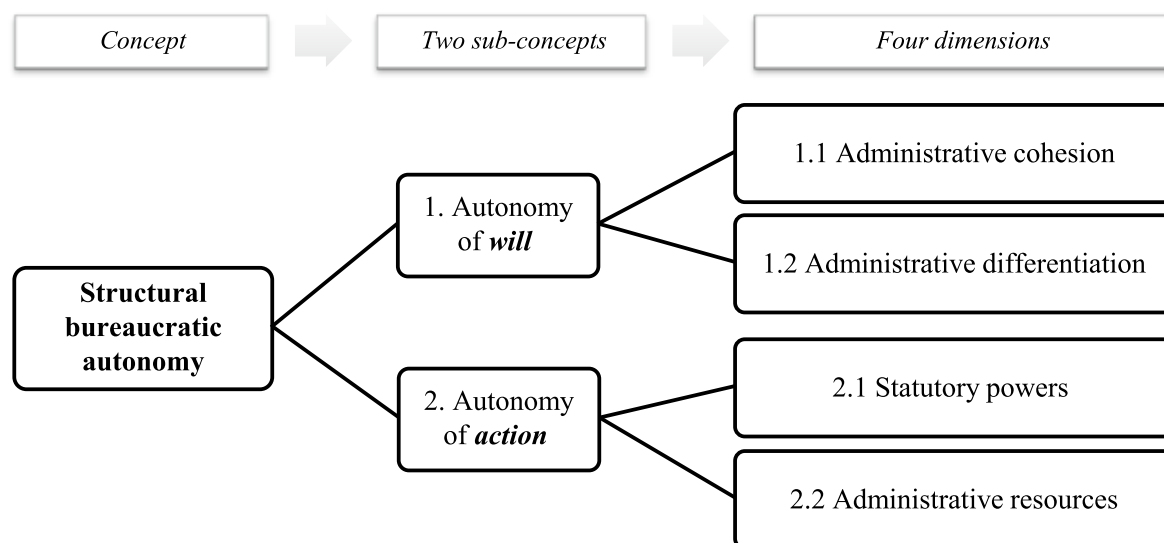 Concept
Two sub-concepts
Four dimensions
Structural
bureaucratic
autonomy
1. Autonomy
of will
2. Autonomy
of action
1.1 Administrative cohesion
1.2 Administrative differentiation
2.1 Statutory powers
2.2 Administrative resources